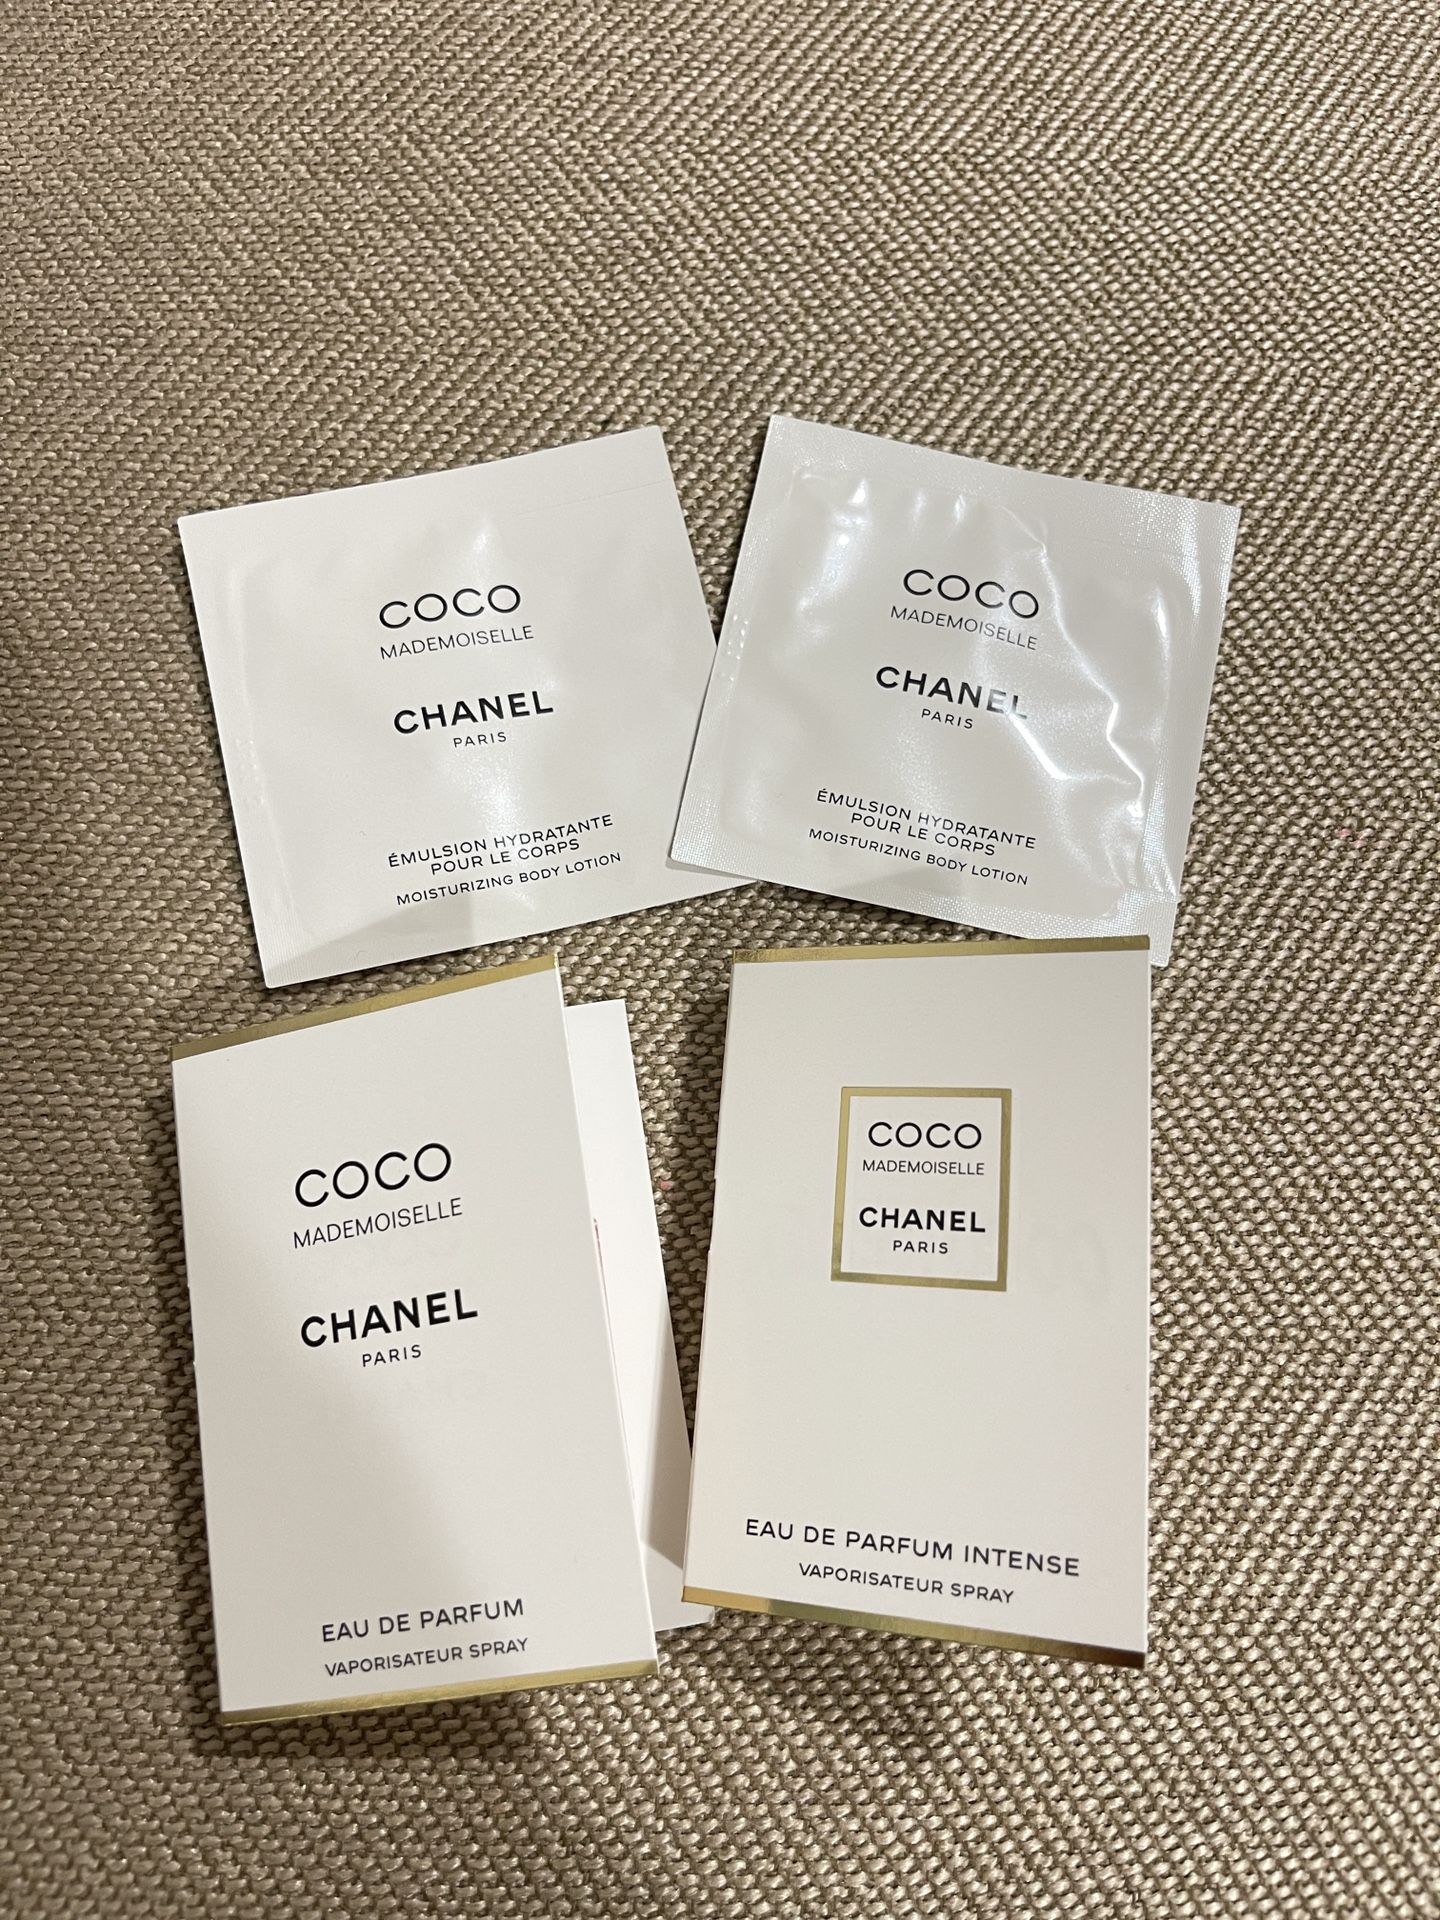 COCO
MADEMOISELLE
CHANEL
PARIS
ÉMULSION HYDRATANTE
POUR LE CORPS
MOISTURIZING BODY LOTION
COCO
MADEMOISELLE
CHANEL
PARIS
ÉMULSION HYDRATANTE
POUR LE CORPS
MOISTURIZING BODY LOTION
COCO
MADEMOISELLE
CHANEL
PARIS
EAU DE PARFUM
VAPORISATEUR SPRAY
COCO
MADEMOISELLE
CHANEL
PARIS
EAU DE PARFUM INTENSE
VAPORISATEUR SPRAY